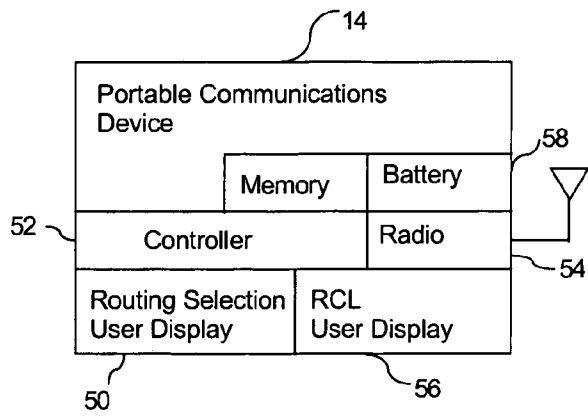 14
Portable Communications
Device
58
Memory
Battery
52
Controller
Radio
54
Routing Selection
User Display
RCL
User Display
50
56